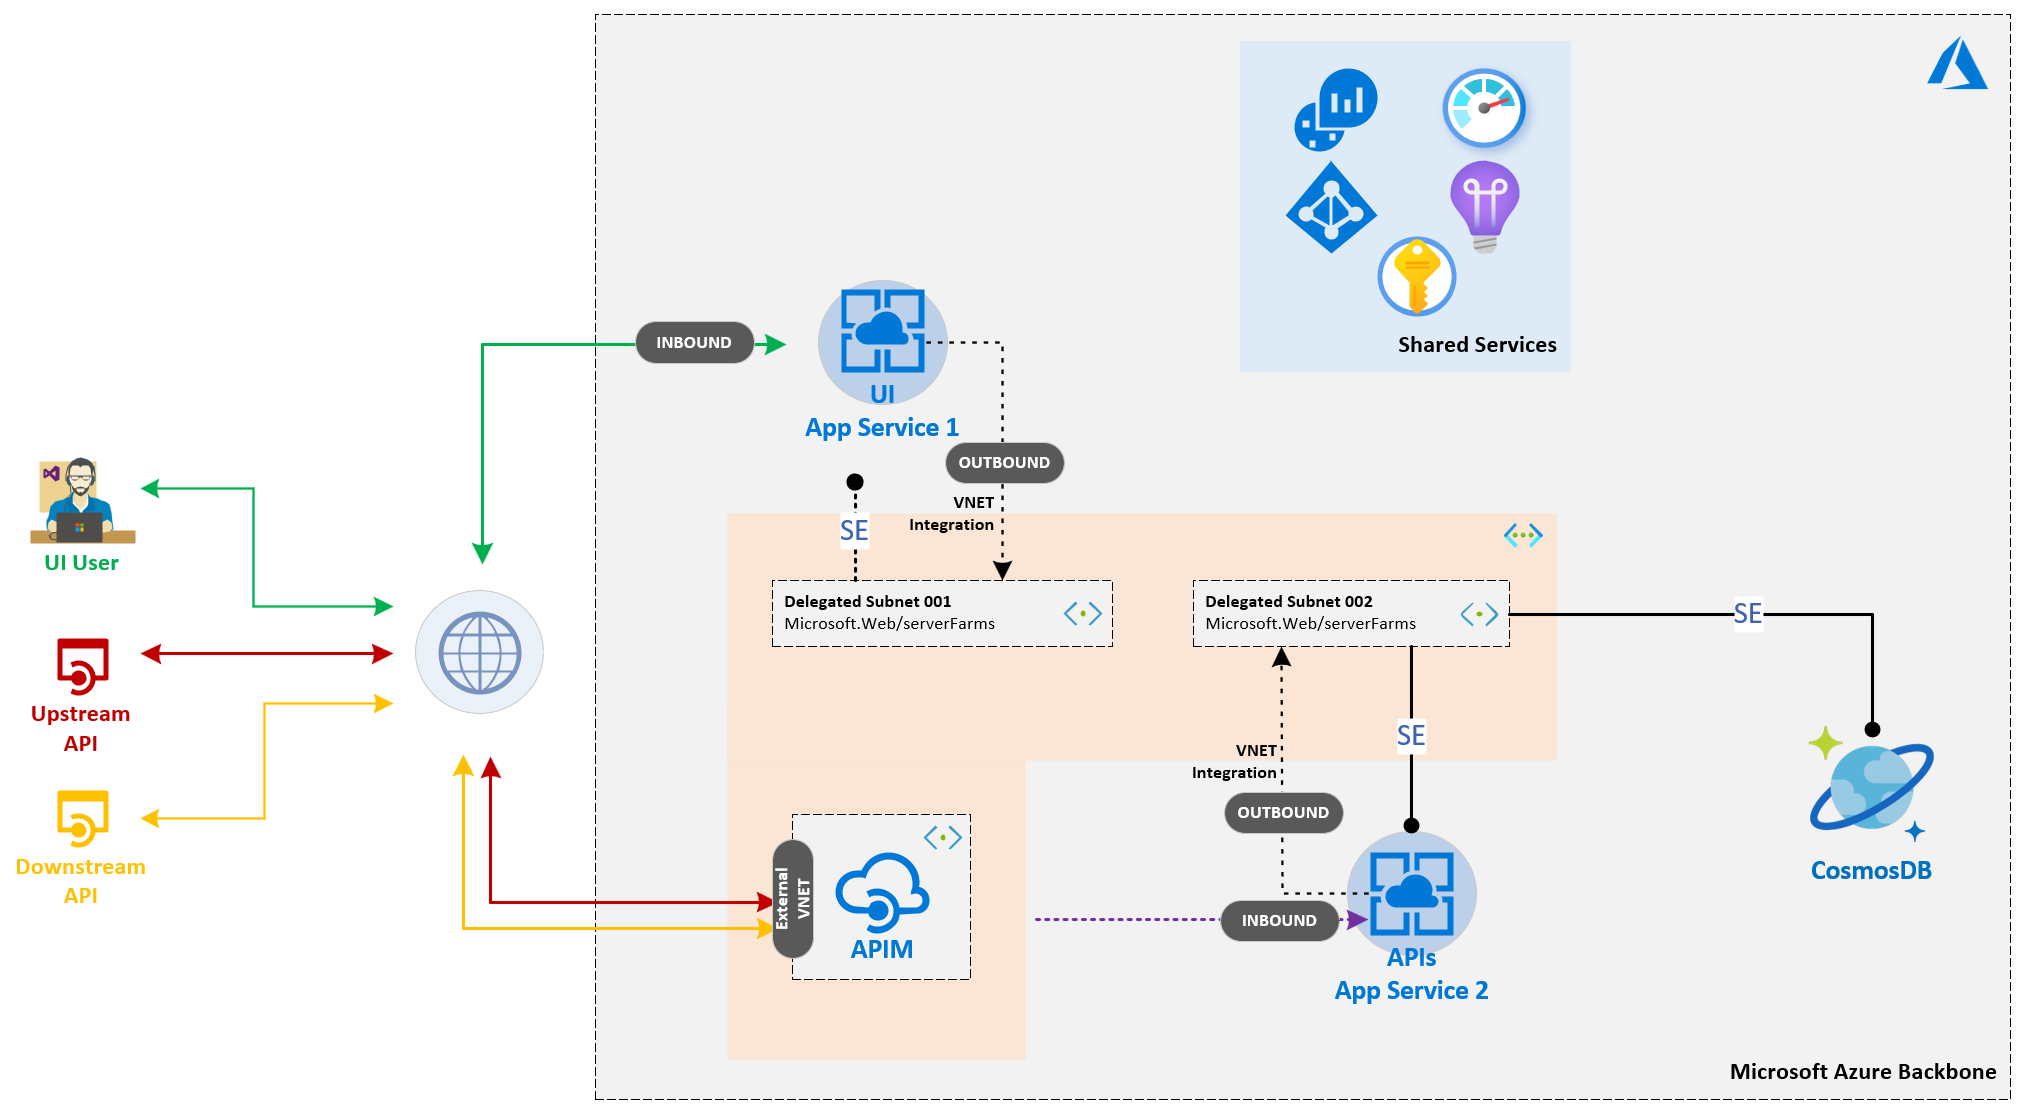 Shared Services
INBOUND
UI
App Service 1
OUTBOUND
VNET
Integration
SE
UI User
Delegated Subnet 001
Microsoft.Web/serverFarms
Delegated Subnet 002
Microsoft.Web/serverFarms
SE
Upstream
API
SE
VNET
Integration
OUTBOUND
Downstream
API
External
VNET
APIM
INBOUND
APIs
App Service 2
CosmosDB
Microsoft Azure Backbone